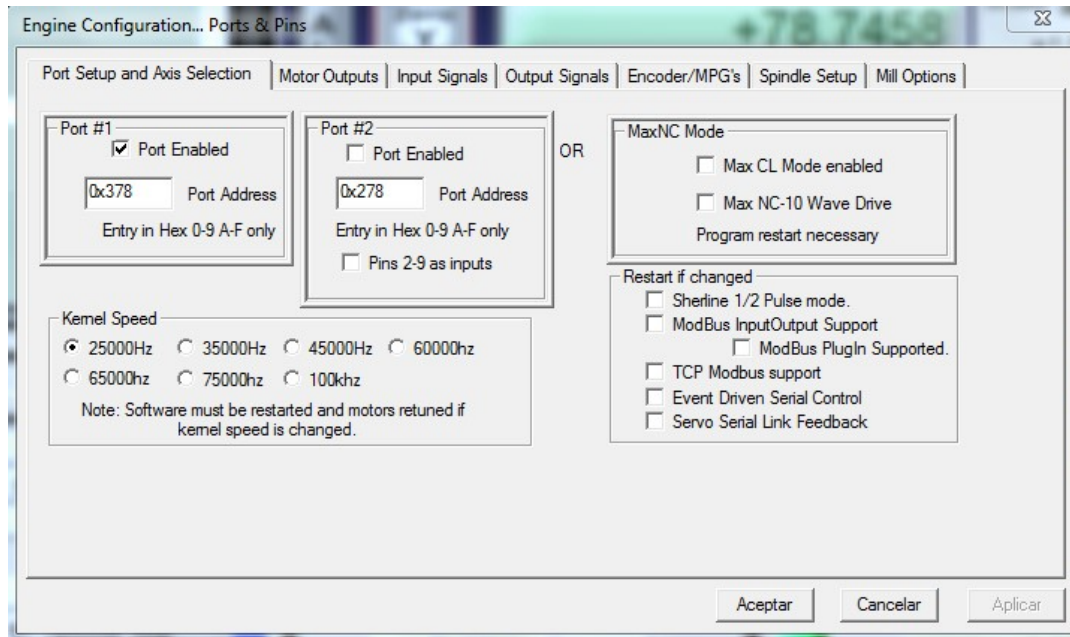 Engine Configuration... Ports & Pins
+78.7458
Port Setup and Axis Selection
Motor Outputs
Input Signals
Output Signals
Encoder/MPG's
Spindle Setup
Mill Options
Port #1
Port Enabled
0x378 Port Address
Entry in Hex 0-9 A-F only
Port #2
Port Enabled
0x278 Port Address
Entry in Hex 0-9 A-F only
Pins 2-9 as inputs
OR
MaxNC Mode
Max CL Mode enabled
Max NC-10 Wave Drive
Program restart necessary
Restart if changed
Sherline 1/2 Pulse mode.
ModBus InputOutput Support
ModBus PlugIn Supported.
TCP Modbus support
Event Driven Serial Control
Servo Serial Link Feedback
Kernel Speed
25000Hz 35000Hz 45000Hz 60000hz
65000hz 75000hz 100khz
Note: Software must be restarted and motors retuned if
kernel speed is changed.
Aceptar
Cancelar
Aplicar